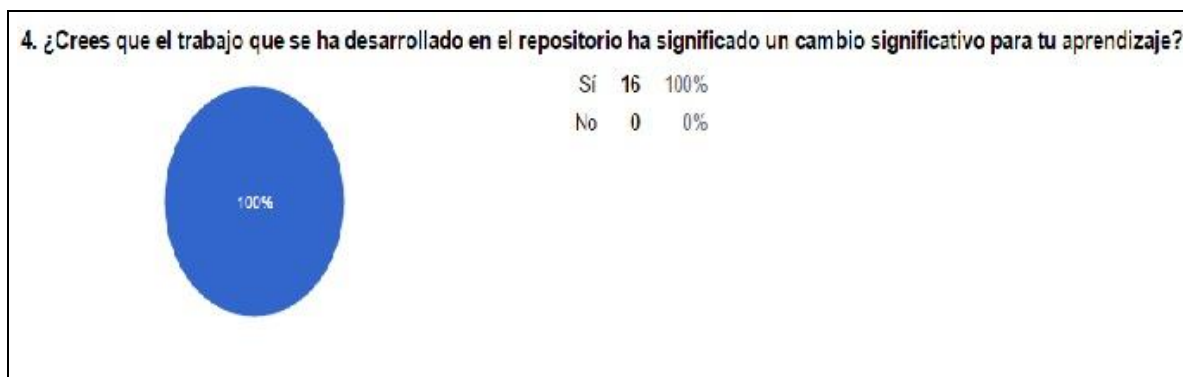 4. ¿Crees que el trabajo que se ha desarrollado en el repositorio ha significado un cambio significativo para tu aprendizaje?
Sí 16 100%
No 0 0%
100%